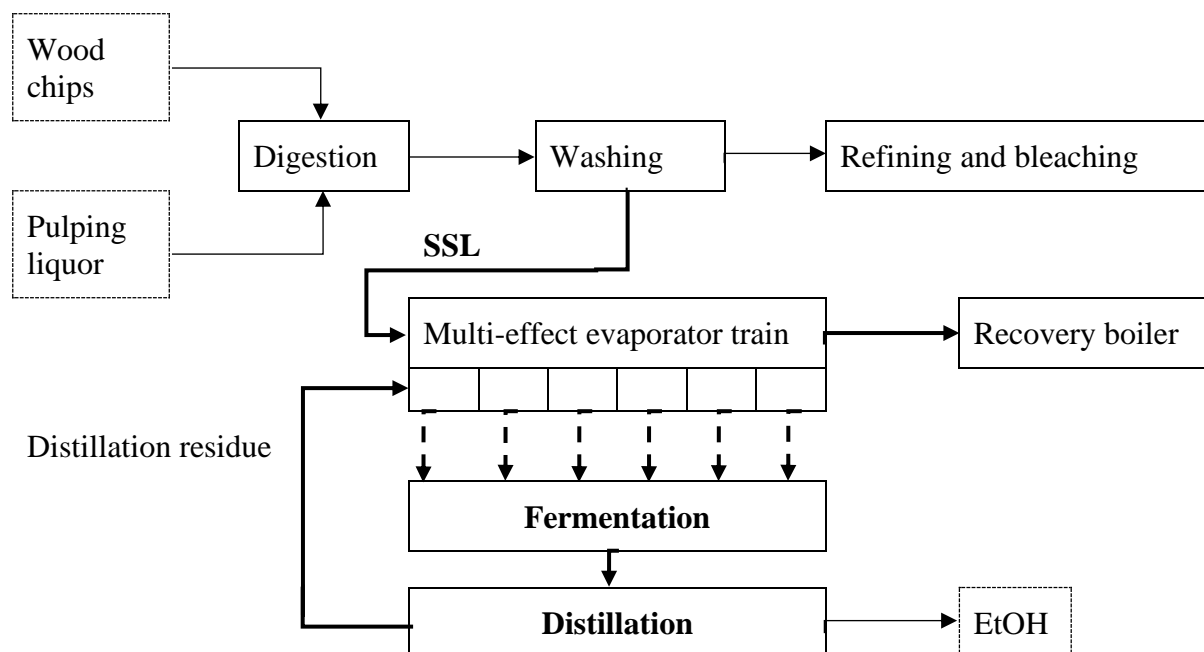 Wood
chips
Digestion
Washing
Refining and bleaching
Pulping
liquor
SSL
Multi-effect evaporator train
Recovery boiler
Distillation residue
Fermentation
Distillation
EtOH